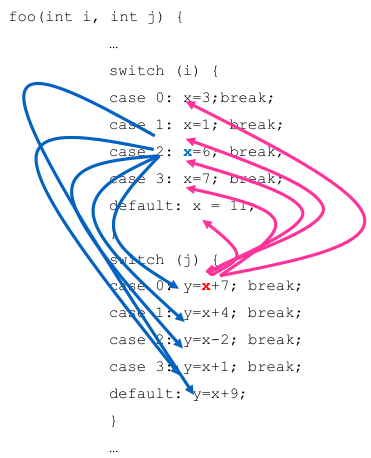 foo(int i, int j) {
…
switch (i) {
case 0: x=3;break;
case 1: x=1; break;
case 2: x=6; break;
case 3: x=7; break;
default: x = 11;
}
switch (j) {
case 0: y=x+7; break;
case 1: y=x+4; break;
case 2: y=x-2; break;
case 3: y=x+1; break;
default: y=x+9;
}
…